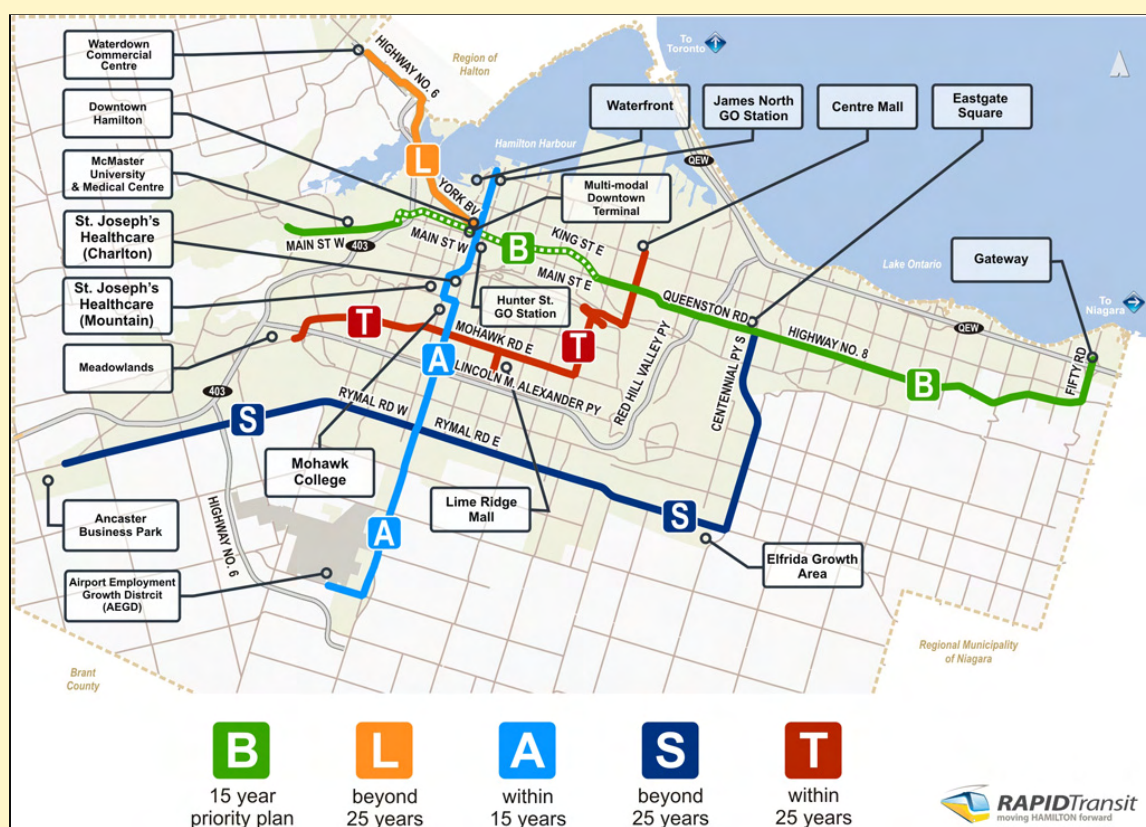 Waterdown
Commercial
Centre
HIGHWAY NO. 6
Region of
Halton
To
Toronto
Downtown
Hamilton
Waterfront
James North
GO Station
Centre Mall
Eastgate
Square
McMaster
University
& Medical Centre
L
Hamilton Harbour
QEW
YORK BV
Multi-modal
Downtown
Terminal
St. Joseph's
Healthcare
(Charlton)
MAIN ST W
403
MAIN ST W
B
KING ST E
MAIN ST E
Lake Ontario
Gateway
St. Joseph's
Healthcare
(Mountain)
Hunter St.
GO Station
QUEENSTON RD
HIGHWAY NO. 8
QEW
To
Niagara
Meadowlands
T
MOHAWK RD E
T
A
LINCOLN M. ALEXANDER PY
RED HILL VALLEY PY
CENTENNIAL PY S
B
FIFTY RD
403
S
RYMAL RD W
RYMAL RD E
Mohawk
College
Lime Ridge
Mall
S
Ancaster
Business Park
HIGHWAY NO. 6
A
Elfrida Growth
Area
Airport Employment
Growth Distrcit
(AEGD)
Brant
County
Regional Municipality
of Niagara
B
15 year
priority plan
L
beyond
25 years
A
within
15 years
S
beyond
25 years
T
within
25 years
RAPIDTransit
moving HAMILTON forward